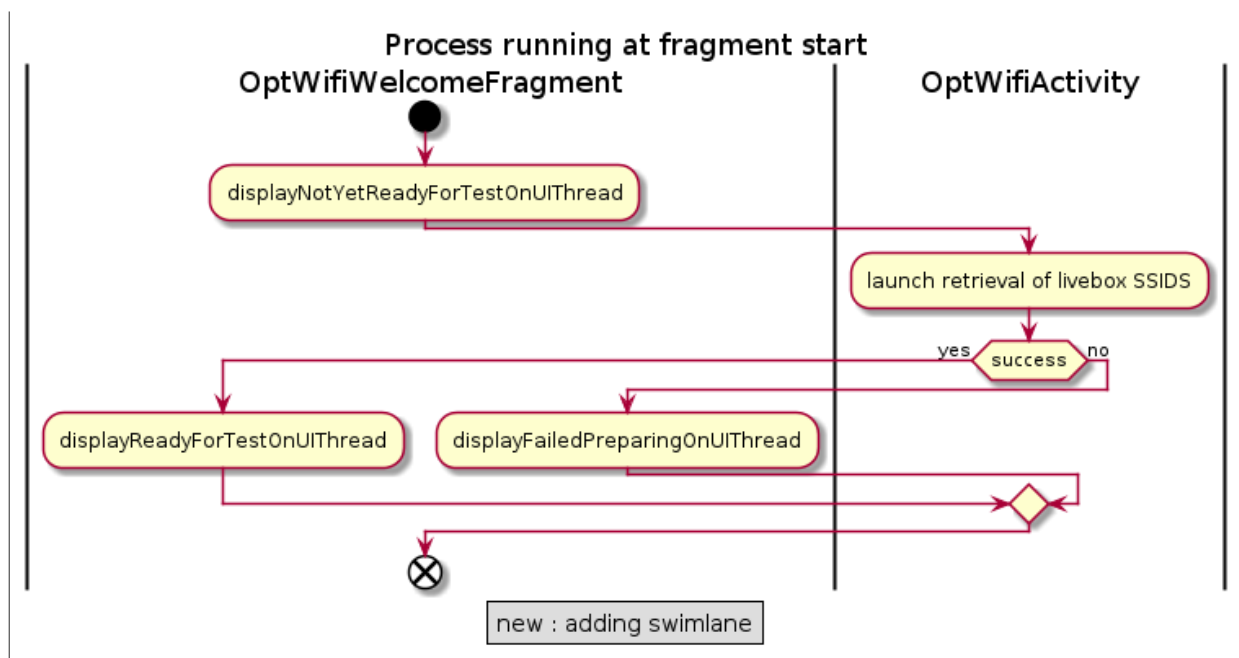 Process running at fragment start
OptWifiWelcomeFragment
OptWifiActivity
displayNotYetReadyForTestOnUIThread
launch retrieval of livebox SSIDS
yes
success
no
displayReadyForTestOnUIThread
displayFailedPreparingOnUIThread
new : adding swimlane